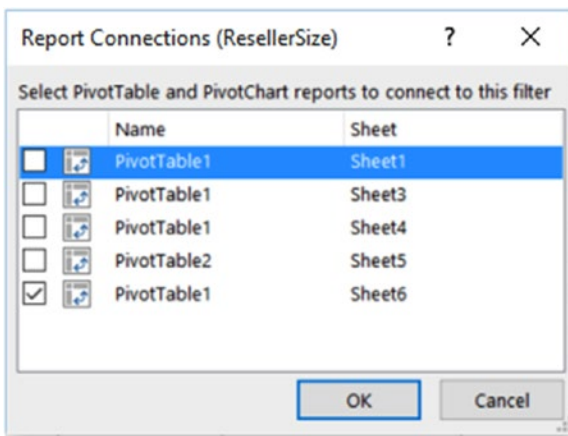 Report Connections (ResellerSize) ?
Select PivotTable and PivotChart reports to connect to this filter
Name Sheet
PivotTable1 Sheet1
PivotTable1 Sheet3
PivotTable1 Sheet4
PivotTable2 Sheet5
PivotTable1 Sheet6
OK Cancel